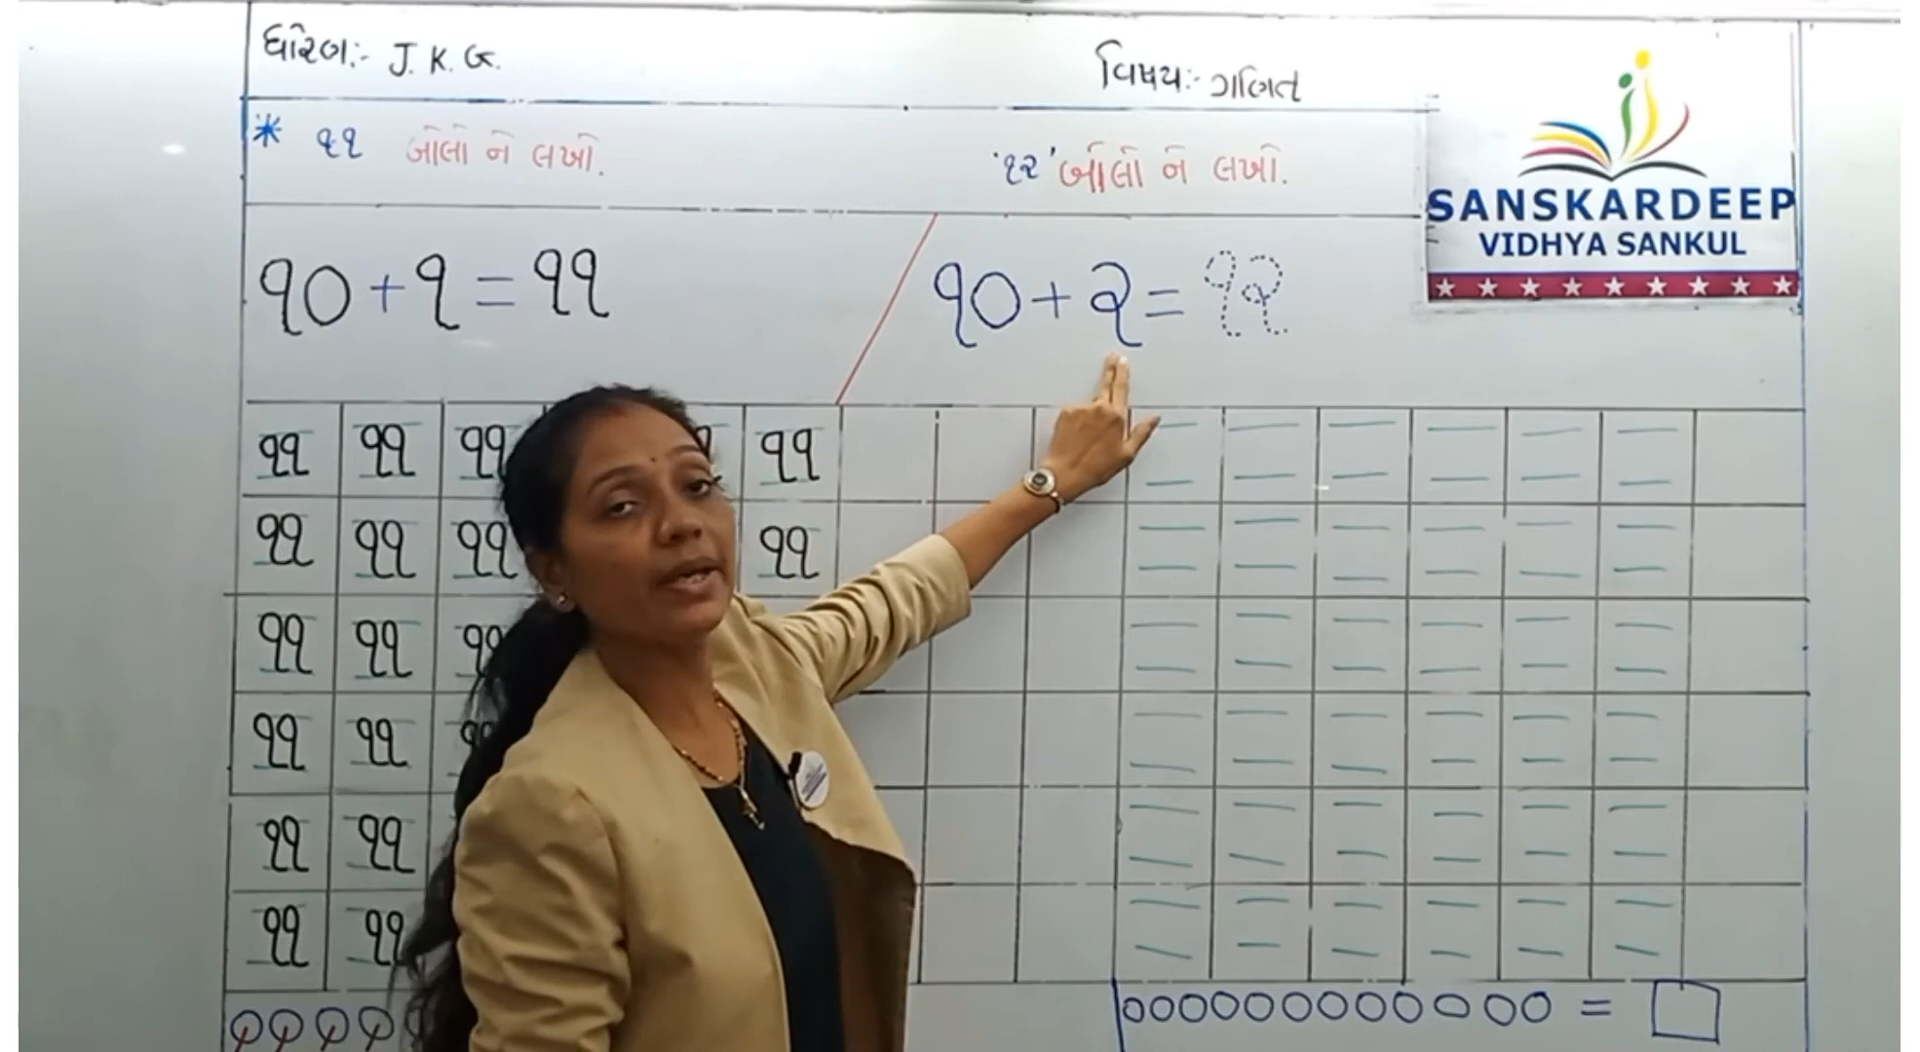 ધોરણ:- J. K. G.
વિષય:- ગણિત
* ૧૧ બોલો ને લખો.
'૧૨' બોલો ને લખો.
SANSKARDEEP
VIDHYA SANKUL
૧૦ + ૧ = ૧૧
૧૦ + ૨ = ૧૨
૧૧ ૧૧ ૧૧ ૧૧
૧૧ ૧૧ ૧૧ ૧૧
૧૧ ૧૧ ૧૧
૧૧ ૧૧
૧૧ ૧૧
૧૧ ૧૧
=